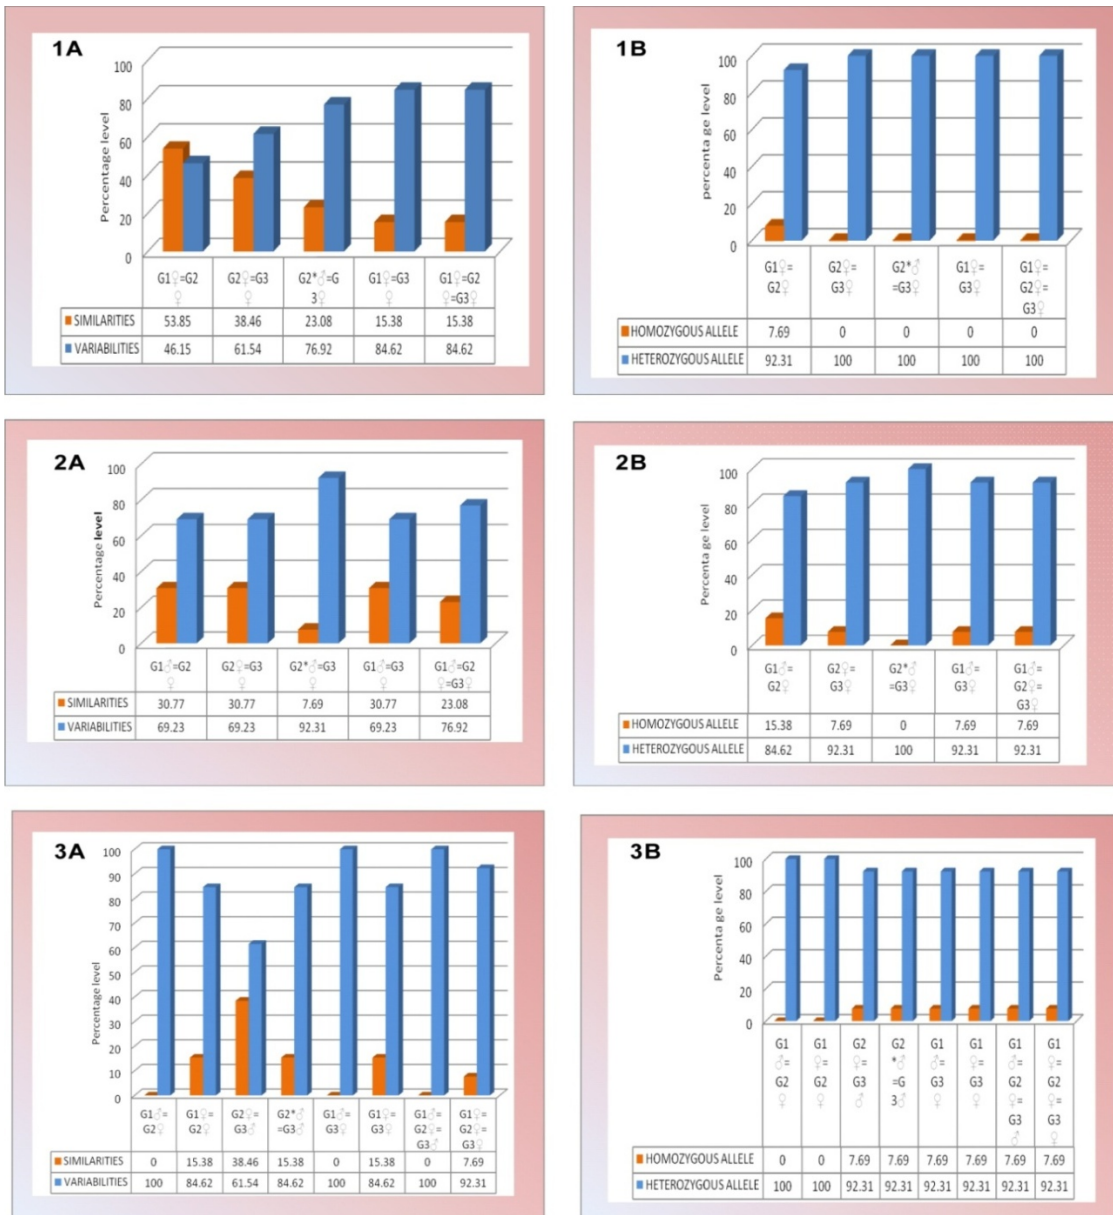 1A
Percentage level
100
80
60
40
20
0
G1♀=G2 G2♀=G3 G2*♂=G G1♀=G3 G1♀=G2
♀ ♀ 3♀ ♀ ♀=G3♀
SIMILARITIES 53.85 38.46 23.08 15.38 15.38
VARIABILITIES 46.15 61.54 76.92 84.62 84.62
1B
percenta ge level
100
80
60
40
20
0
G1♀= G2♀= G2*♂ G1♀= G1♀=
G2♀ G3♀ =G3♀ G3♀ G2♀=
G3♀
HOMOZYGOUS ALLELE 7.69 0 0 0 0
HETEROZYGOUS ALLELE 92.31 100 100 100 100
2A
Percentage level
100
80
60
40
20
0
G1♂=G2 G2♀=G3 G2*♂=G3 G1♂=G3 G1♂=G2
♀ ♀ ♀ ♀ ♀=G3♀
SIMILARITIES 30.77 30.77 7.69 30.77 23.08
VARIABILITIES 69.23 69.23 92.31 69.23 76.92
2B
Percenta ge level
100
80
60
40
20
0
G1♂= G2♀= G2*♂ G1♂= G1♂=
G2♀ G3♀ =G3♀ G3♀ G2♀=
G3♀
HOMOZYGOUS ALLELE 15.38 7.69 0 7.69 7.69
HETEROZYGOUS ALLELE 84.62 92.31 100 92.31 92.31
3A
Percentage level
100
90
80
70
60
50
40
30
20
10
0
G1♂= G1♀= G2♀= G2*♂ G1♂= G1♀= G1♂= G1♀=
G2♀ G2♀ G3♂ =G3♂ G3♀ G3♀ G2♀= G2♀=
G3♂ G3♀
SIMILARITIES 0 15.38 38.46 15.38 0 15.38 0 7.69
VARIABILITIES 100 84.62 61.54 84.62 100 84.62 100 92.31
3B
Percenta ge level
100
80
60
40
20
0
G1 G1 G2 G2 G1 G1 G1 G1
♂= ♀= ♀= *♂ ♂= ♀= ♂= ♀=
G2 G2 G3 =G G3 G3 G2 G2
♀ ♀ ♂ 3♂ ♀ ♀ ♀= ♀=
G3 G3
♂ ♀
HOMOZYGOUS ALLELE 0 0 7.69 7.69 7.69 7.69 7.69 7.69
HETEROZYGOUS ALLELE 100 100 92.31 92.31 92.31 92.31 92.31 92.31